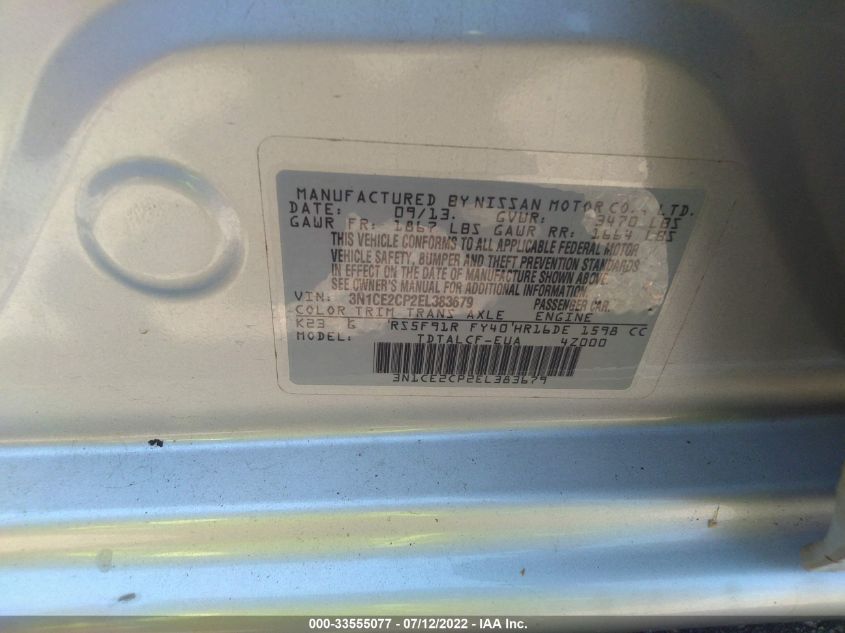 MANUFACTURED BY NISSAN MOTOR CO., LTD.
DATE: 09/13. GVWR: 3470 LBS
GAWR FR: 1867 LBS GAWR RR: 1664 LBS
THIS VEHICLE CONFORMS TO ALL APPLICABLE FEDERAL MOTOR
VEHICLE SAFETY, BUMPER AND THEFT PREVENTION STANDARDS
IN EFFECT ON THE DATE OF MANUFACTURE SHOWN ABOVE.
SEE OWNER'S MANUAL FOR ADDITIONAL INFORMATION.
VIN: 3N1CE2CP2EL383679 PASSENGER CAR.
COLOR TRIM TRANS AXLE ENGINE
K23 G RS5F91R FY40 HR16DE 1598 CC
MODEL: TDTALCF-EUA 4Z000
3N1CE2CP2EL383679
000-33555077 - 07/12/2022 - IAA Inc.